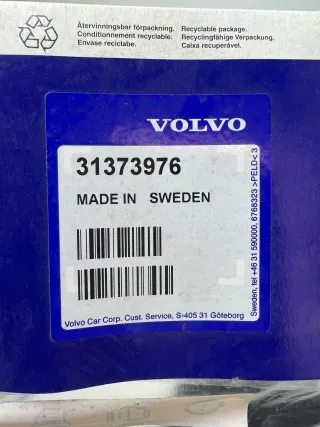 Återvinningsbar förpackning. Recyclable package.
Conditionnement recyclable. Recyclingfähige Verpackung.
Envase reciclabe. Caixa recuperável.
VOLVO
31373976
MADE IN SWEDEN
Volvo Car Corp. Cust. Service, S-405 31 Göteborg
Sweden, tel +46 31 590000, 6768323 >PELD< 3